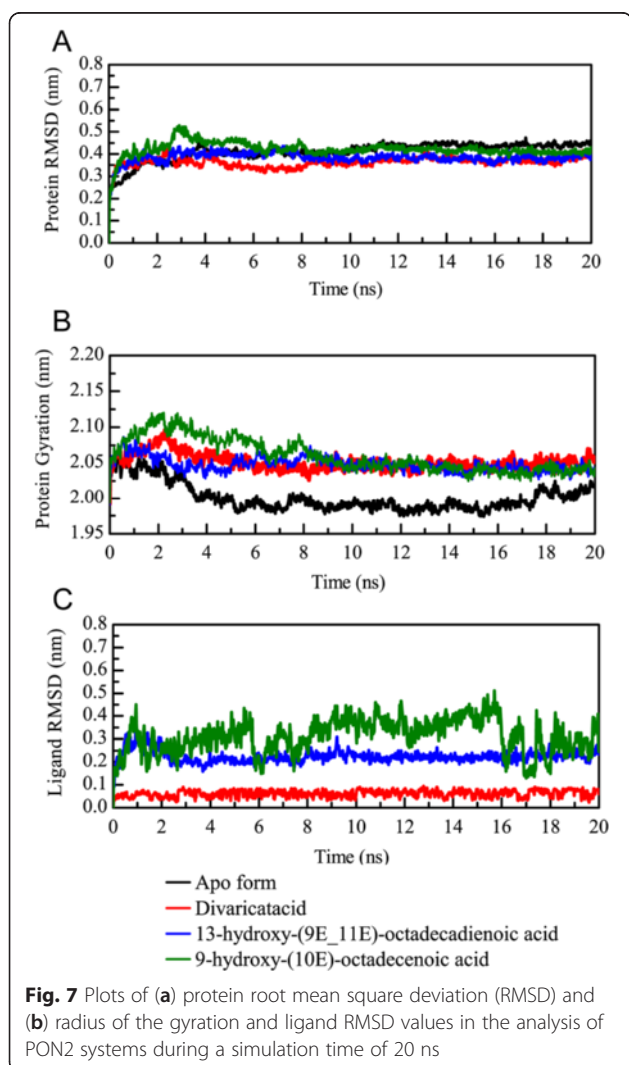 A
Protein RMSD (nm)
0.8
0.7
0.6
0.5
0.4
0.3
0.2
0.1
0.0
0 2 4 6 8 10 12 14 16 18 20
Time (ns)
B
Protein Gyration (nm)
2.20
2.15
2.10
2.05
2.00
1.95
0 2 4 6 8 10 12 14 16 18 20
Time (ns)
C
Ligand RMSD (nm)
0.8
0.7
0.6
0.5
0.4
0.3
0.2
0.1
0.0
0 2 4 6 8 10 12 14 16 18 20
Time (ns)
Apo form
Divaricatacid
13-hydroxy-(9E_11E)-octadecadienoic acid
9-hydroxy-(10E)-octadecenoic acid
Fig. 7 Plots of (a) protein root mean square deviation (RMSD) and
(b) radius of the gyration and ligand RMSD values in the analysis of
PON2 systems during a simulation time of 20 ns